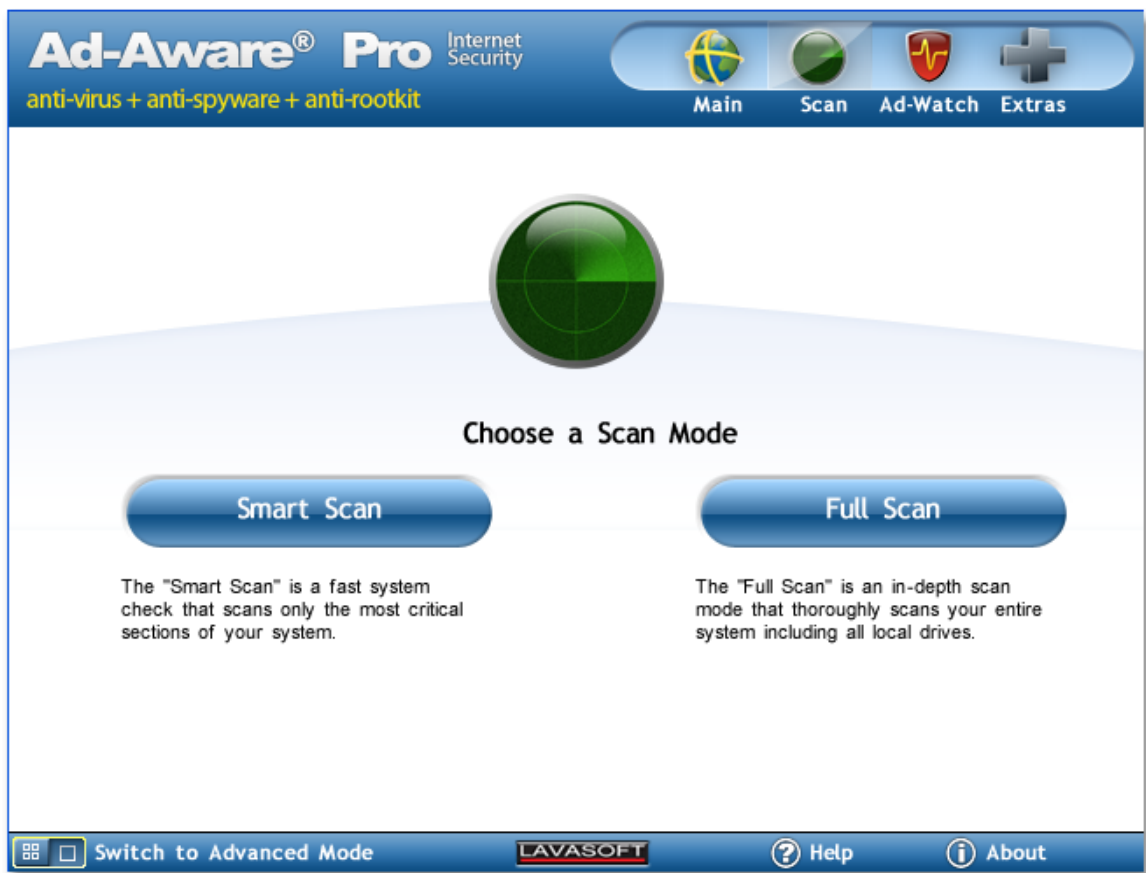 Ad-Aware® Pro Internet Security
anti-virus + anti-spyware + anti-rootkit
Main Scan Ad-Watch Extras
Choose a Scan Mode
Smart Scan
The "Smart Scan" is a fast system
check that scans only the most critical
sections of your system.
Full Scan
The "Full Scan" is an in-depth scan
mode that thoroughly scans your entire
system including all local drives.
Switch to Advanced Mode LAVASOFT ? Help i About